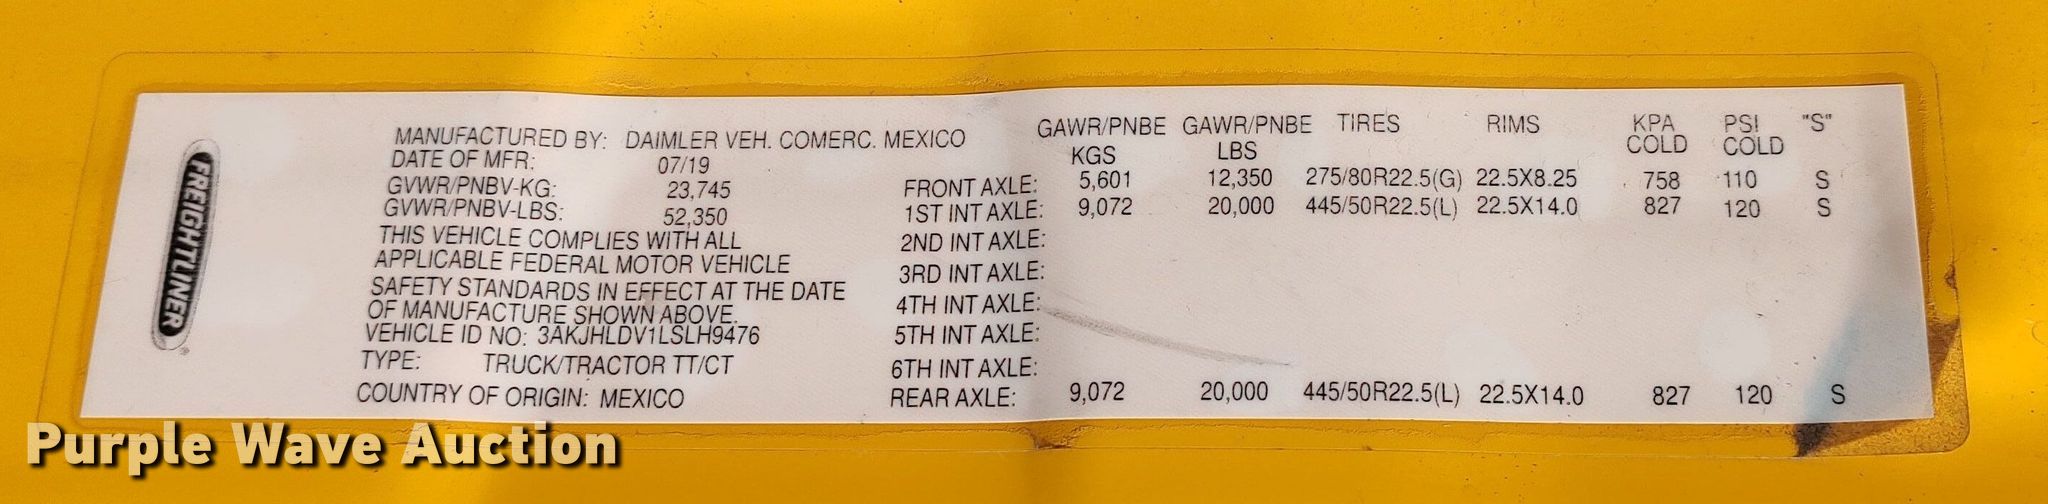 FREIGHTLINER
MANUFACTURED BY: DAIMLER VEH. COMERC. MEXICO
DATE OF MFR: 07/19
GVWR/PNBV-KG: 23,745
GVWR/PNBV-LBS: 52,350
THIS VEHICLE COMPLIES WITH ALL
APPLICABLE FEDERAL MOTOR VEHICLE
SAFETY STANDARDS IN EFFECT AT THE DATE
OF MANUFACTURE SHOWN ABOVE.
VEHICLE ID NO: 3AKJHLDV1LSLH9476
TYPE: TRUCK/TRACTOR TT/CT
COUNTRY OF ORIGIN: MEXICO
GAWR/PNBE GAWR/PNBE TIRES RIMS KPA PSI "S"
KGS LBS COLD COLD
FRONT AXLE: 5,601 12,350 275/80R22.5(G) 22.5X8.25 758 110 S
1ST INT AXLE: 9,072 20,000 445/50R22.5(L) 22.5X14.0 827 120 S
2ND INT AXLE:
3RD INT AXLE:
4TH INT AXLE:
5TH INT AXLE:
6TH INT AXLE:
REAR AXLE: 9,072 20,000 445/50R22.5(L) 22.5X14.0 827 120 S
Purple Wave Auction